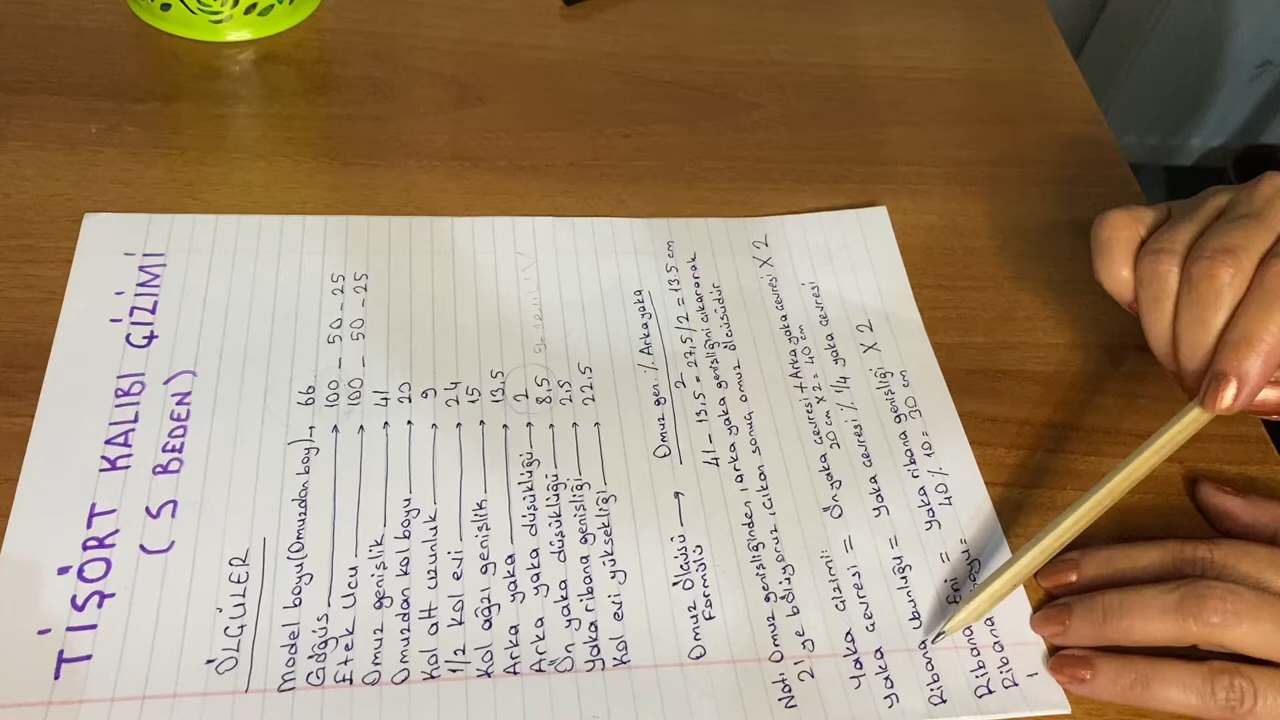 TİŞÖRT KALIBI ÇİZİMİ
( S BEDEN)
ÖLÇÜLER
Model boyu(Omuzdan boy)→ 66
Göğüs → 100 - 50 - 25
Etek Ucu → 100 - 50 - 25
Omuz genişlik → 41
Omuzdan kol boyu → 20
Kol alt uzunluk → 9
1/2 kol evi → 24
Kol ağzı genişlik → 15
Arka yaka → 13,5
Arka yaka düşüklüğü → 2
Ön yaka düşüklüğü → 8,5
Yaka ribana genişliği → 2,5
Kol evi yüksekliği → 22,5
Omuz Ölçüsü → Omuz gen. / Arka yaka
Formülü 2
41 - 13.5 = 27,5 / 2 = 13.5 cm
Not: Omuz genişliğinden, arka yaka genişliğini çıkararak
2 ye bölüyoruz, çıkan sonuç omuz ölçüsüdür.
Yaka çizimi:
Yaka çevresi = Ön yaka çevresi + Arka yaka çevresi X 2
20 cm x 2 = 40 cm
Ribana Uzunluğu = Yaka çevresi % 1/4 yaka çevresi
Eni = Yaka ribana genişliği X 2
40 % 10 = 30 cm
Ribana
Ribana